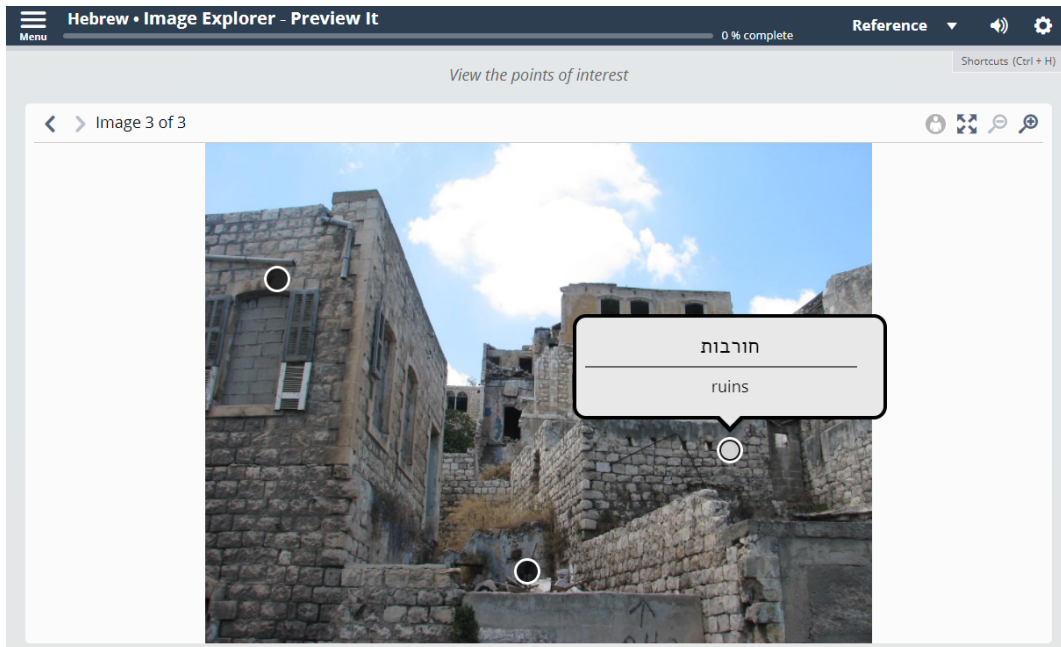 Hebrew • Image Explorer - Preview It
Menu
0 % complete
Reference
Shortcuts (Ctrl + H)
View the points of interest
Image 3 of 3
חורבות
ruins